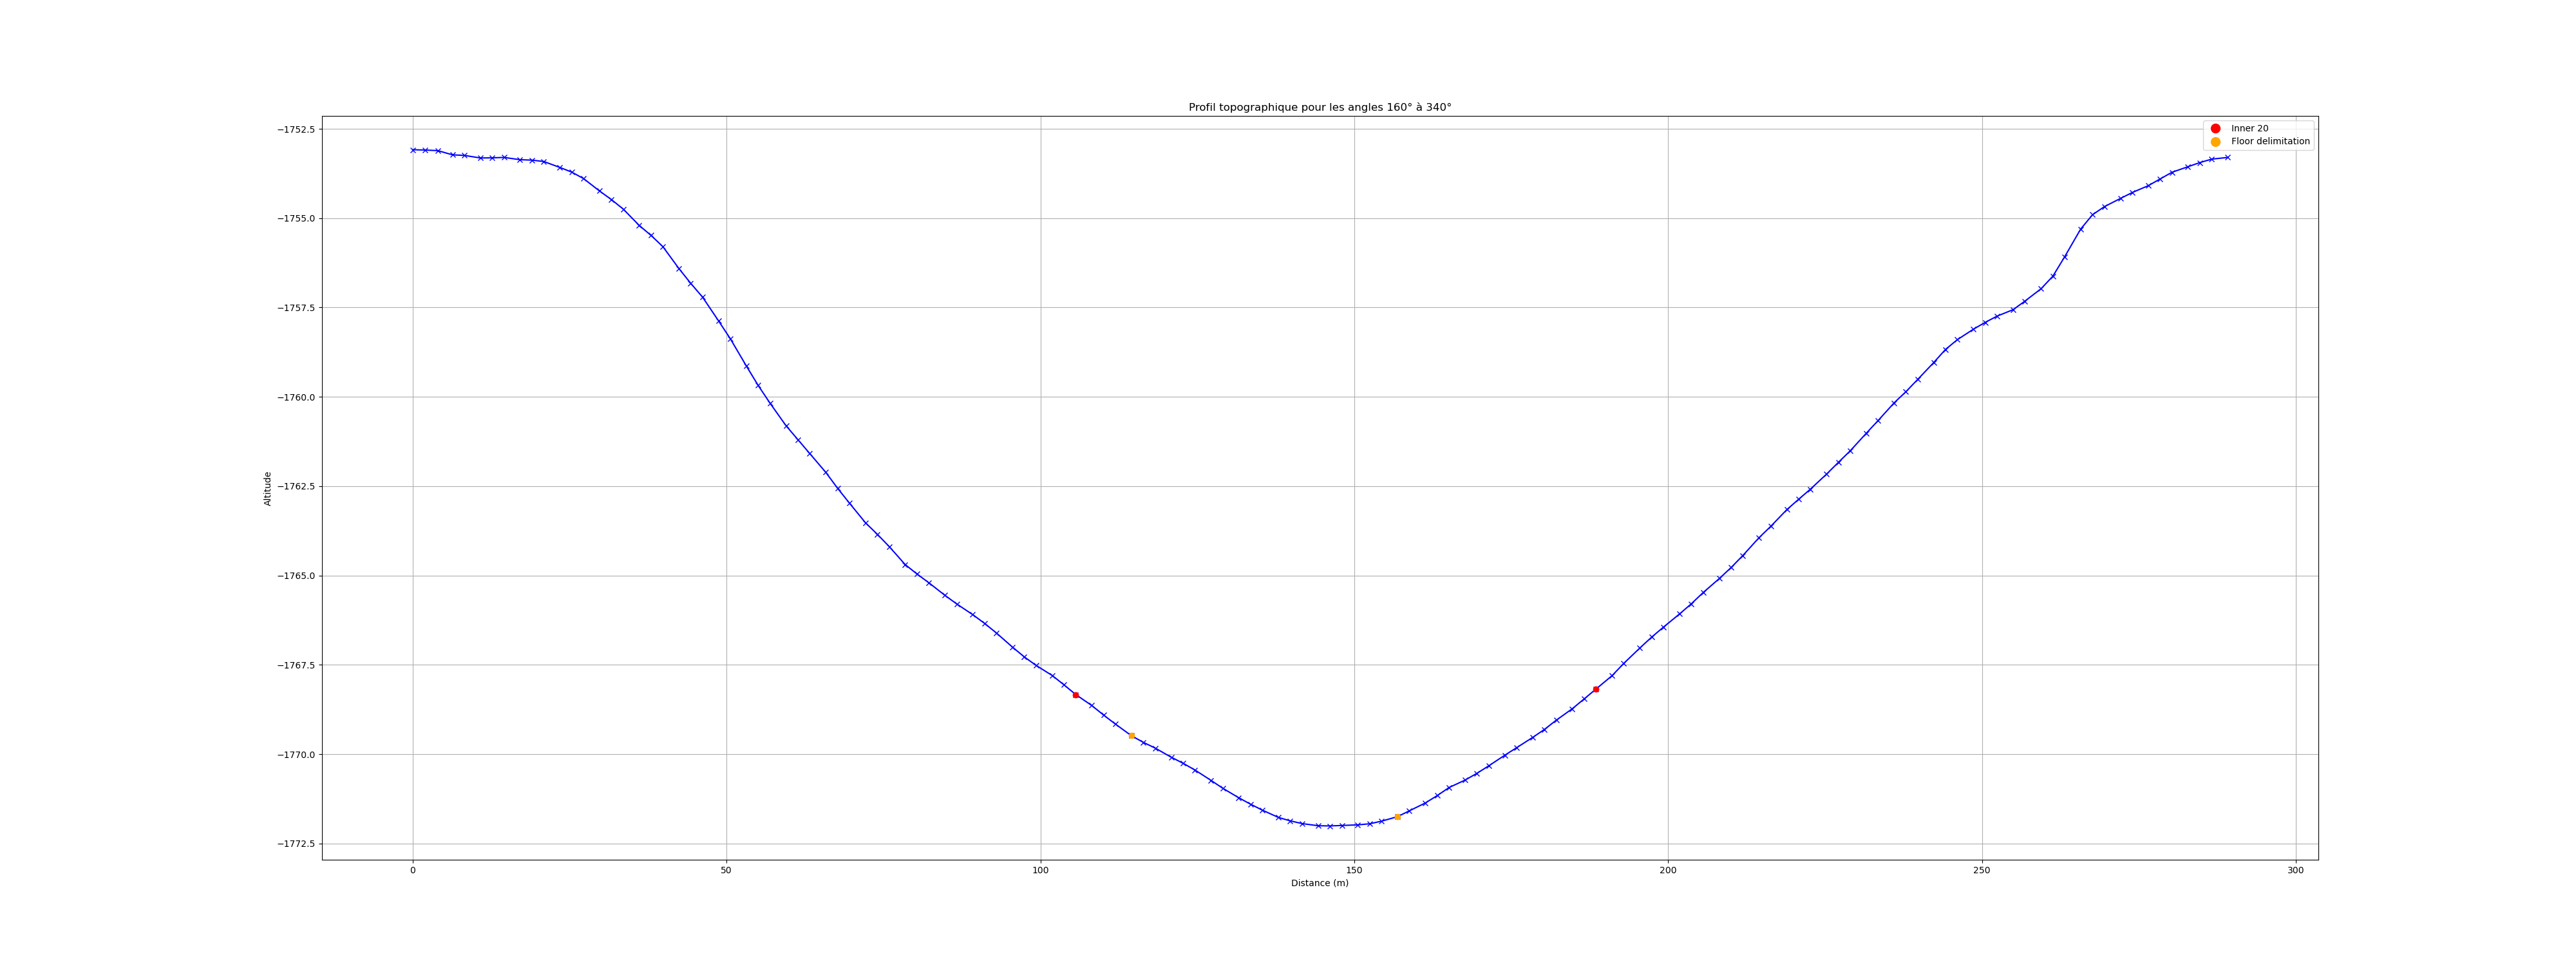 Profil topographique pour les angles 160° à 340°
Inner 20
Floor delimitation
Altitude
−1752.5
−1755.0
−1757.5
−1760.0
−1762.5
−1765.0
−1767.5
−1770.0
−1772.5
0 50 100 150 200 250 300
Distance (m)